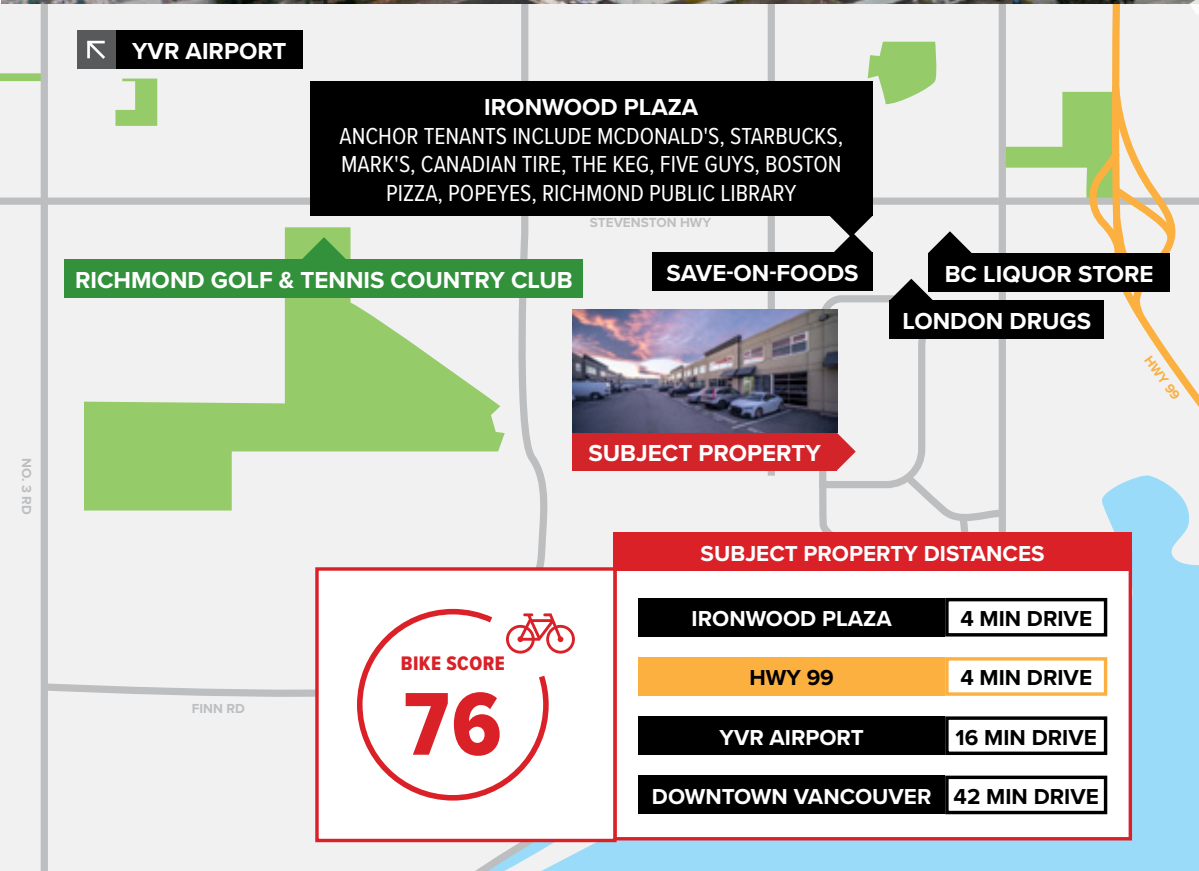 YVR AIRPORT
IRONWOOD PLAZA
ANCHOR TENANTS INCLUDE MCDONALD'S, STARBUCKS,
MARK'S, CANADIAN TIRE, THE KEG, FIVE GUYS, BOSTON
PIZZA, POPEYES, RICHMOND PUBLIC LIBRARY
STEVENSTON HWY
RICHMOND GOLF & TENNIS COUNTRY CLUB
SAVE-ON-FOODS
BC LIQUOR STORE
LONDON DRUGS
HWY 99
SUBJECT PROPERTY
NO. 3 RD
SUBJECT PROPERTY DISTANCES
IRONWOOD PLAZA 4 MIN DRIVE
HWY 99 4 MIN DRIVE
YVR AIRPORT 16 MIN DRIVE
DOWNTOWN VANCOUVER 42 MIN DRIVE
BIKE SCORE
76
FINN RD